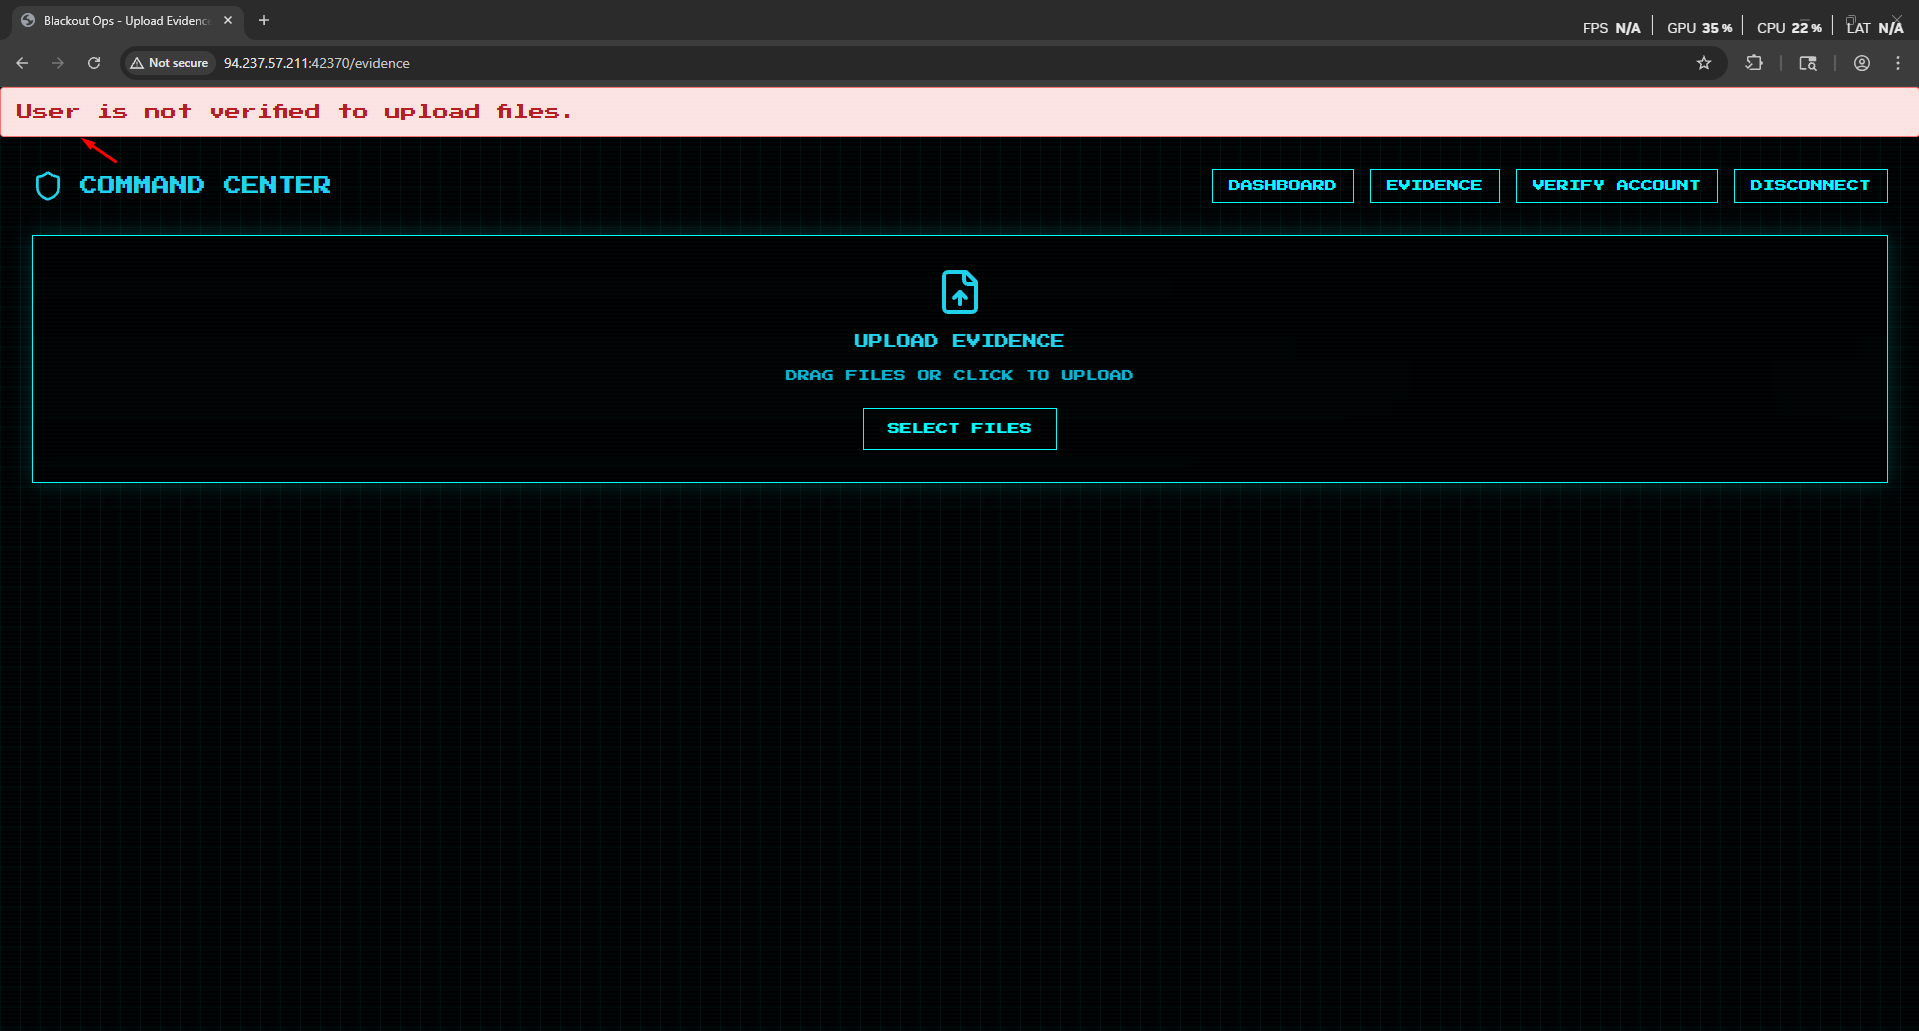 Blackout Ops - Upload Evidenc
FPS N/A GPU 35 % CPU 22 % LAT N/A
Not secure 94.237.57.211:42370/evidence
User is not verified to upload files.
COMMAND CENTER
DASHBOARD EVIDENCE VERIFY ACCOUNT DISCONNECT
UPLOAD EVIDENCE
DRAG FILES OR CLICK TO UPLOAD
SELECT FILES